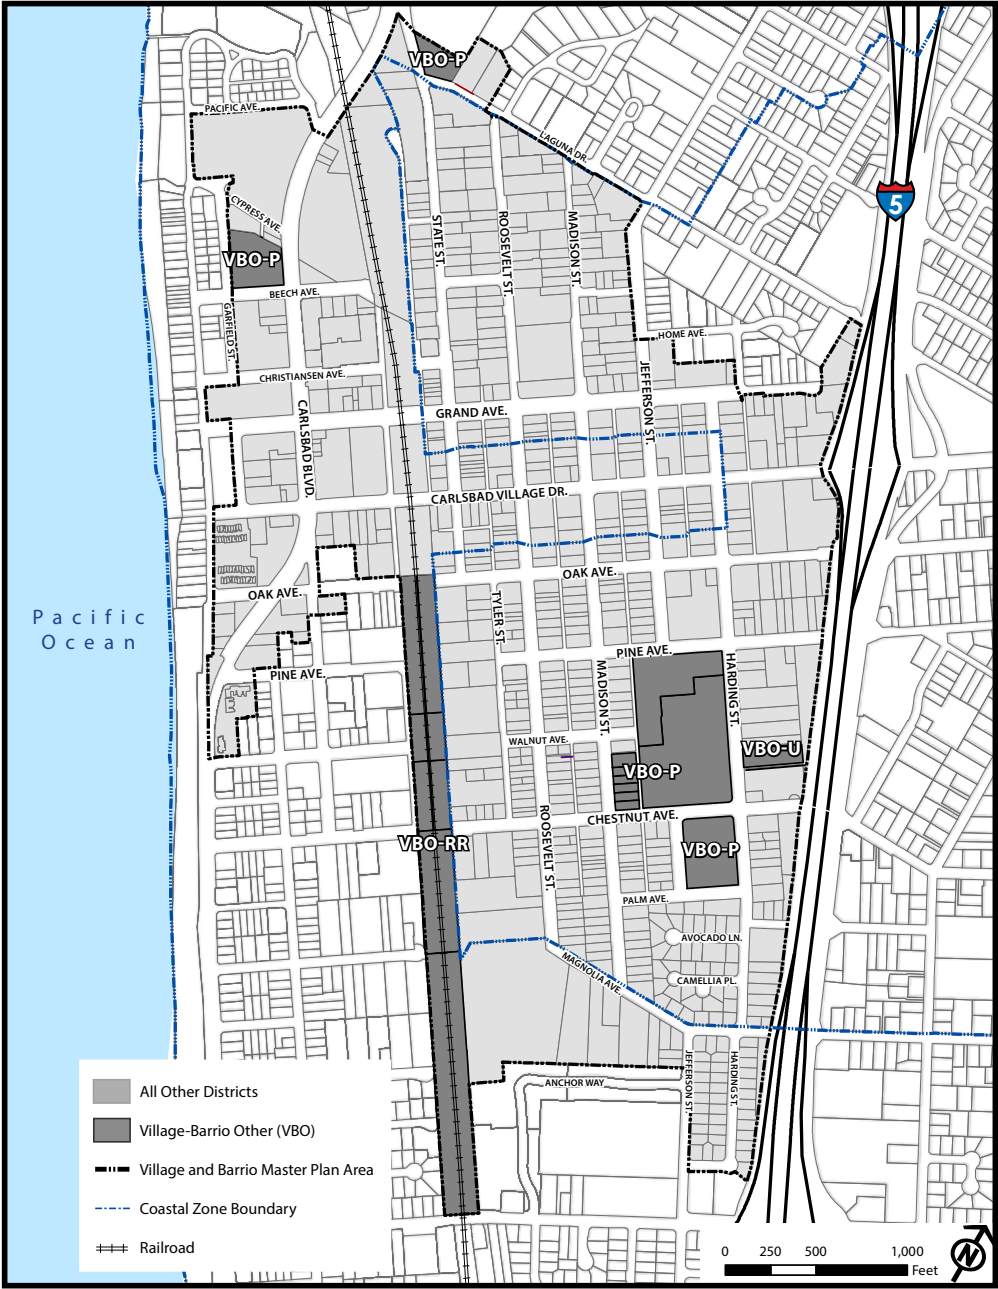 VBO-P
PACIFIC AVE.
LAGUNA DR.
CYPRESS AVE.
5
STATE ST.
ROOSEVELT ST.
MADISON ST.
VBO-P
BEECH AVE.
GARFIELD ST.
HOME AVE.
CHRISTIANSEN AVE.
JEFFERSON ST.
CARLSBAD BLVD.
GRAND AVE.
CARLSBAD VILLAGE DR.
OAK AVE.
OAK AVE.
TYLER ST.
Pacific
Ocean
PINE AVE.
PINE AVE.
MADISON ST.
HARDING ST.
WALNUT AVE.
VBO-U
VBO-P
ROOSEVELT ST.
CHESTNUT AVE.
VBO-RR
VBO-P
PALM AVE.
AVOCADO LN.
MAGNOLIA AVE.
CAMELLIA PL.
ANCHOR WAY
JEFFERSON ST.
HARDING ST.
All Other Districts
Village-Barrio Other (VBO)
Village and Barrio Master Plan Area
Coastal Zone Boundary
Railroad
0 250 500 1,000
Feet
N